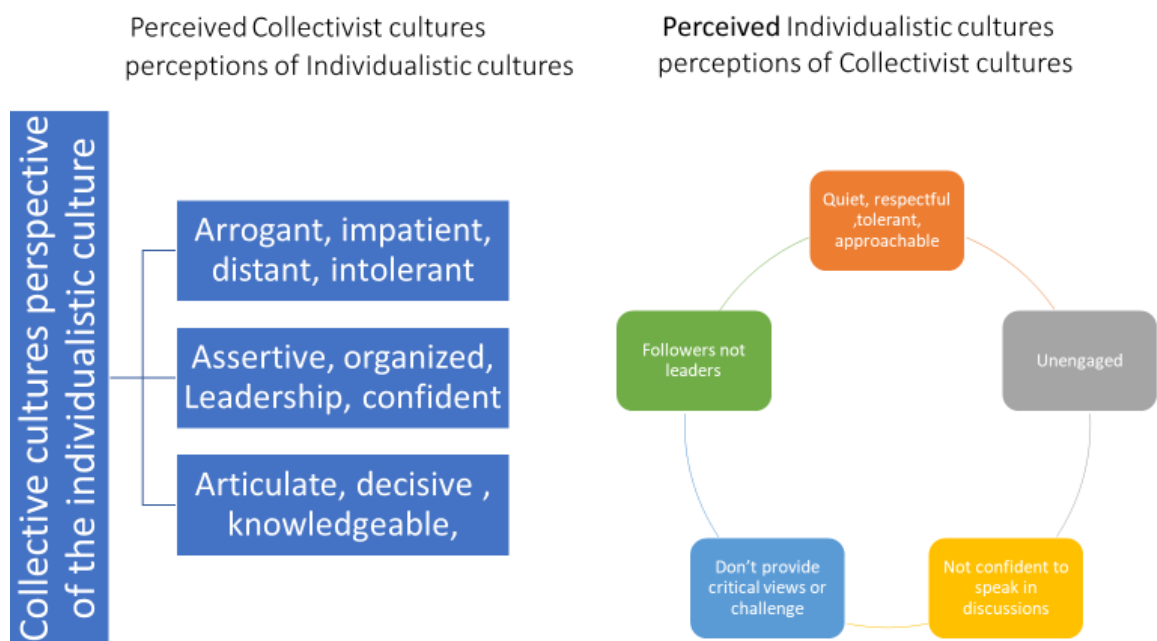 Perceived Collectivist cultures
perceptions of Individualistic cultures
Collective cultures perspective
of the individualistic culture
Arrogant, impatient,
distant, intolerant
Assertive, organized,
Leadership, confident
Articulate, decisive ,
knowledgeable,
Perceived Individualistic cultures
perceptions of Collectivist cultures
Quiet, respectful
,tolerant,
approachable
Unengaged
Not confident to
speak in
discussions
Don’t provide
critical views or
challenge
Followers not
leaders